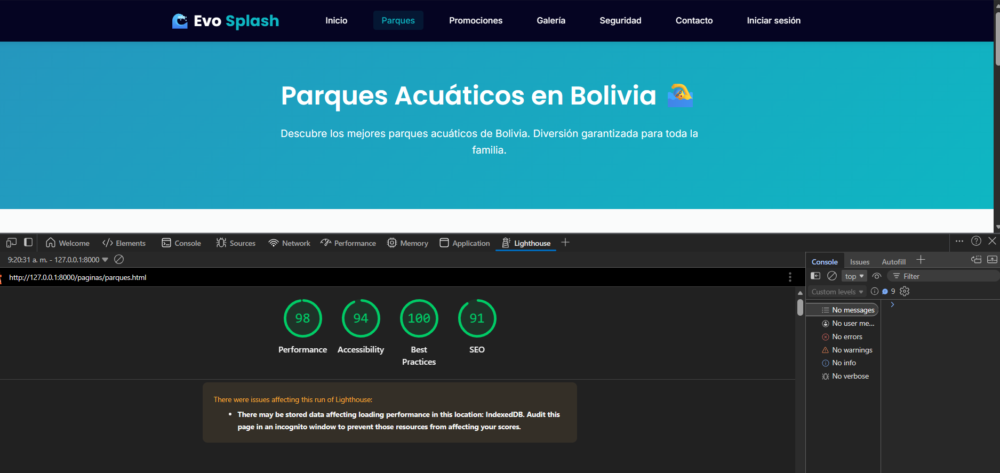 Evo Splash
Inicio
Parques
Promociones
Galería
Seguridad
Contacto
Iniciar sesión
Parques Acuáticos en Bolivia
Descubre los mejores parques acuáticos de Bolivia. Diversión garantizada para toda la
familia.
Welcome
Elements
Console
Sources
Network
Performance
Memory
Application
Lighthouse
9:20:31 a. m. - 127.0.0.1:8000
http://127.0.0.1:8000/paginas/parques.html
98
Performance
94
Accessibility
100
Best
Practices
91
SEO
There were issues affecting this run of Lighthouse:
There may be stored data affecting loading performance in this location: IndexedDB. Audit this
page in an incognito window to prevent those resources from affecting your scores.
Console
Issues
Autofill
top
Filter
Custom levels
9
No messages
No user me...
No errors
No warnings
No info
No verbose